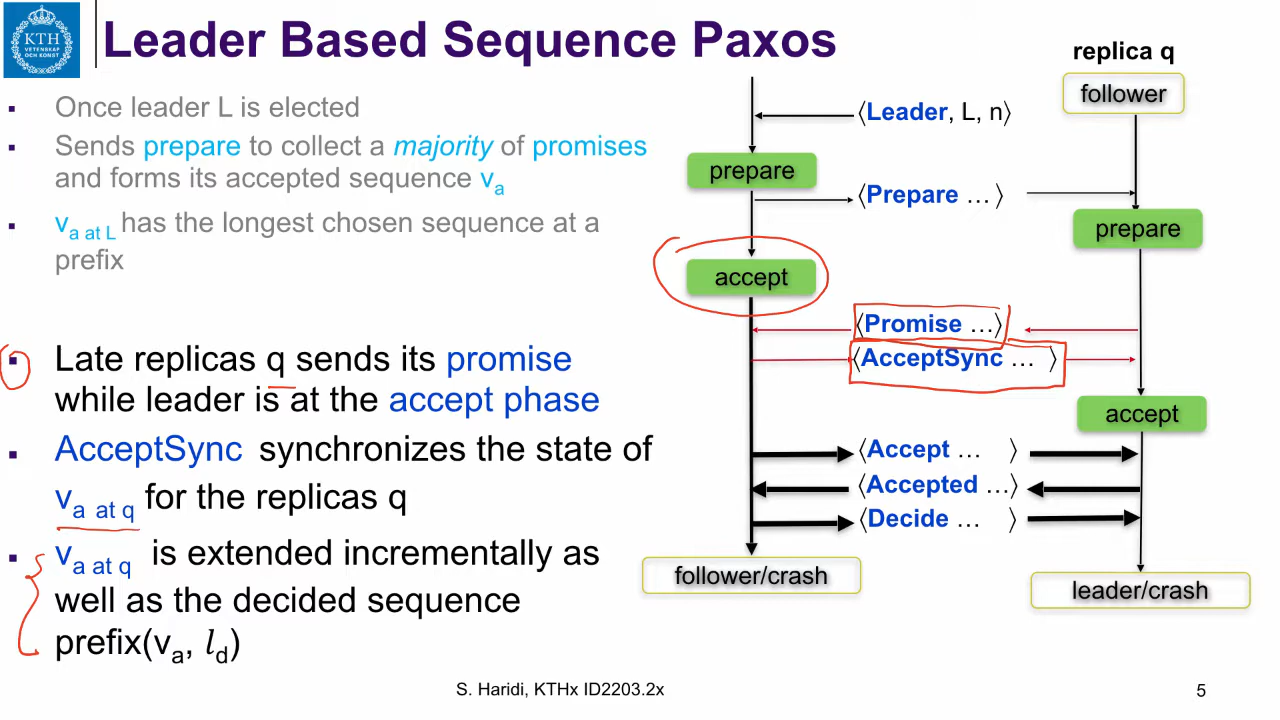 KTH
VETENSKAP
OCH KONST
Leader Based Sequence Paxos
▪ Once leader L is elected
▪ Sends prepare to collect a majority of promises
and forms its accepted sequence va
▪ va at L has the longest chosen sequence at a
prefix
▪ Late replicas q sends its promise
while leader is at the accept phase
▪ AcceptSync synchronizes the state of
va at q for the replicas q
▪ va at q is extended incrementally as
well as the decided sequence
prefix(va, ld)
replica q
follower
⟨Leader, L, n⟩
prepare
⟨Prepare … ⟩
prepare
accept
⟨Promise …⟩
⟨AcceptSync … ⟩
accept
⟨Accept … ⟩
⟨Accepted …⟩
⟨Decide … ⟩
follower/crash
leader/crash
S. Haridi, KTHx ID2203.2x
5